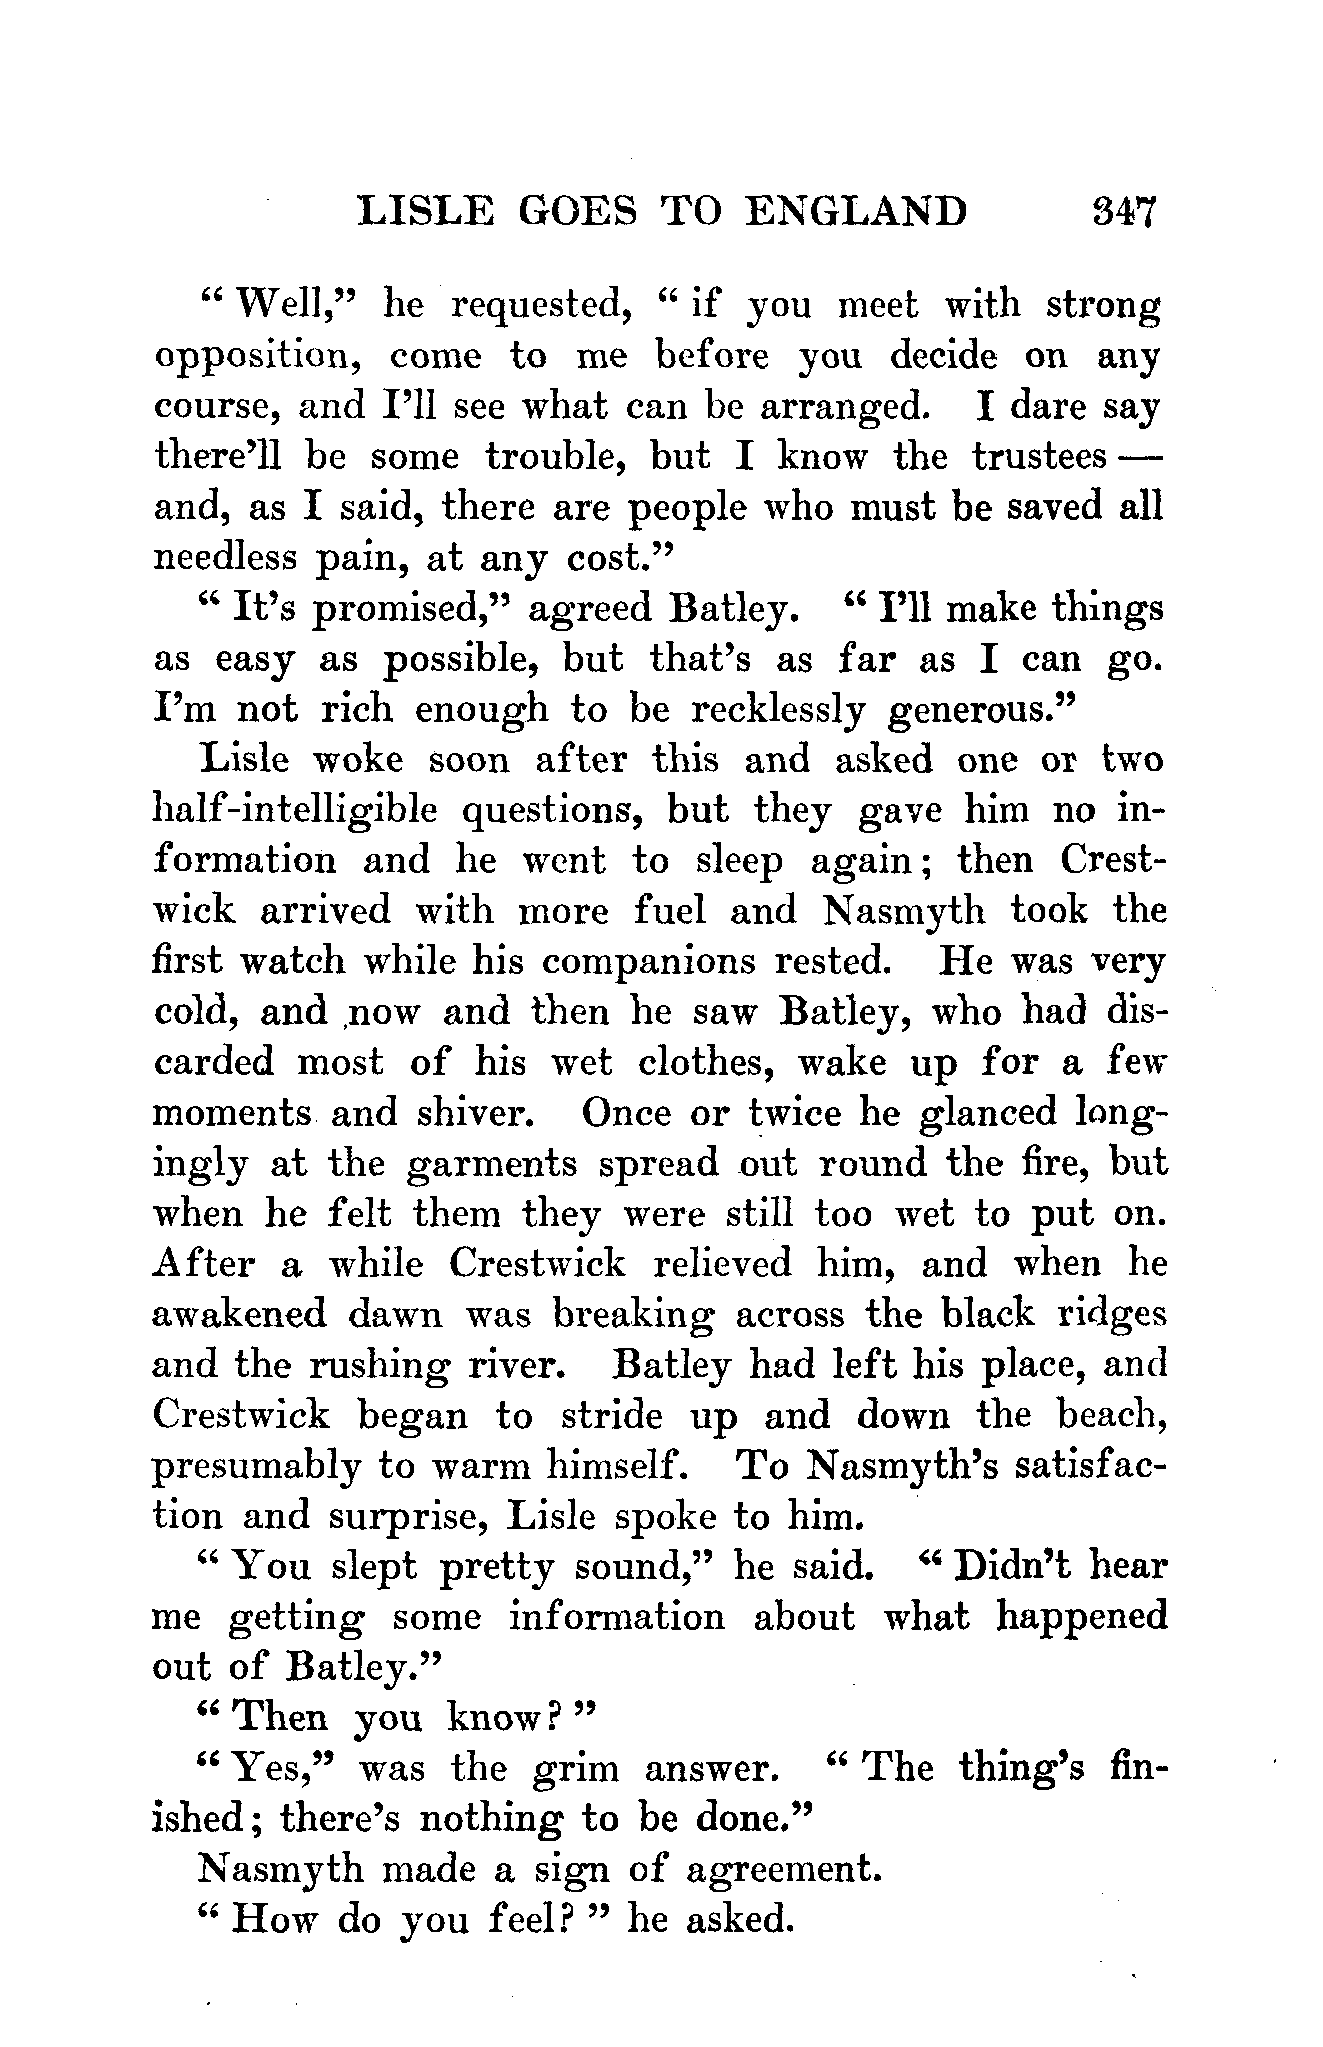 LISLE GOES TO ENGLAND 347
“ Well,” he requested, “ if you meet with strong
opposition, come to me before you decide on any
course, and I’ll see what can be arranged. I dare say
there’ll be some trouble, but I know the trustees —
and, as I said, there are people who must be saved all
needless pain, at any cost.”
“ It’s promised,” agreed Batley. “ I’ll make things
as easy as possible, but that’s as far as I can go.
I’m not rich enough to be recklessly generous.”
Lisle woke soon after this and asked one or two
half-intelligible questions, but they gave him no in-
formation and he went to sleep again; then Crest-
wick arrived with more fuel and Nasmyth took the
first watch while his companions rested. He was very
cold, and now and then he saw Batley, who had dis-
carded most of his wet clothes, wake up for a few
moments and shiver. Once or twice he glanced long-
ingly at the garments spread out round the fire, but
when he felt them they were still too wet to put on.
After a while Crestwick relieved him, and when he
awakened dawn was breaking across the black ridges
and the rushing river. Batley had left his place, and
Crestwick began to stride up and down the beach,
presumably to warm himself. To Nasmyth’s satisfac-
tion and surprise, Lisle spoke to him.
“ You slept pretty sound,” he said. “ Didn’t hear
me getting some information about what happened
out of Batley.”
“ Then you know? ”
“ Yes,” was the grim answer. “ The thing’s fin-
ished; there’s nothing to be done.”
Nasmyth made a sign of agreement.
“ How do you feel? ” he asked.